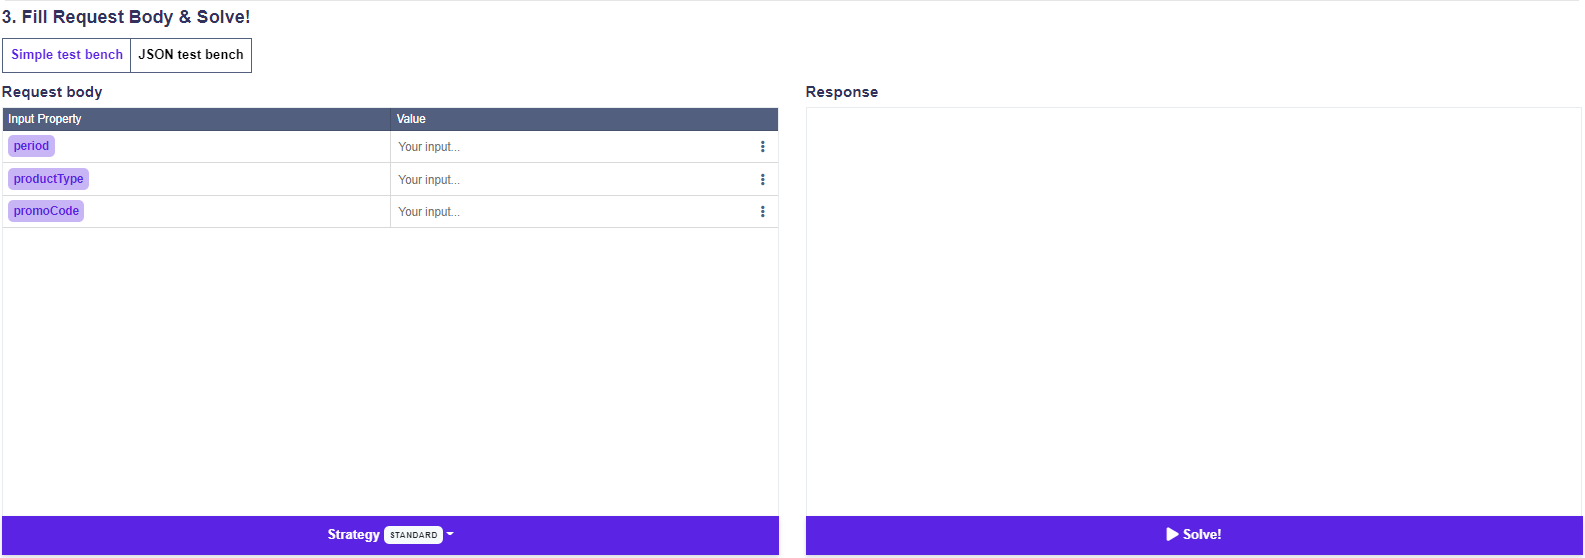 3. Fill Request Body & Solve!
Simple test bench JSON test bench
Request body
Input Property Value
period Your input...
productType Your input...
promoCode Your input...
Strategy STANDARD
Response
Solve!